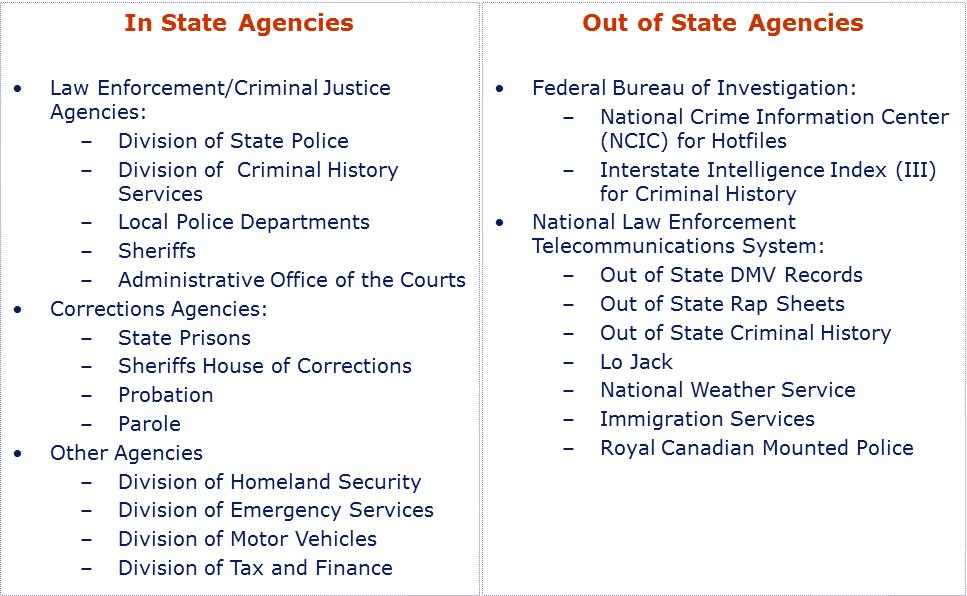 In State Agencies
• Law Enforcement/Criminal Justice
Agencies:
– Division of State Police
– Division of  Criminal History
Services
– Local Police Departments
– Sheriffs
– Administrative Office of the Courts
• Corrections Agencies:
– State Prisons
– Sheriffs House of Corrections
– Probation
– Parole
• Other Agencies
– Division of Homeland Security
– Division of Emergency Services
– Division of Motor Vehicles
– Division of Tax and Finance
Out of State Agencies
• Federal Bureau of Investigation:
– National Crime Information Center
(NCIC) for Hotfiles
– Interstate Intelligence Index (III)
for Criminal History
• National Law Enforcement
Telecommunications System:
– Out of State DMV Records
– Out of State Rap Sheets
– Out of State Criminal History
– Lo Jack
– National Weather Service
– Immigration Services
– Royal Canadian Mounted Police